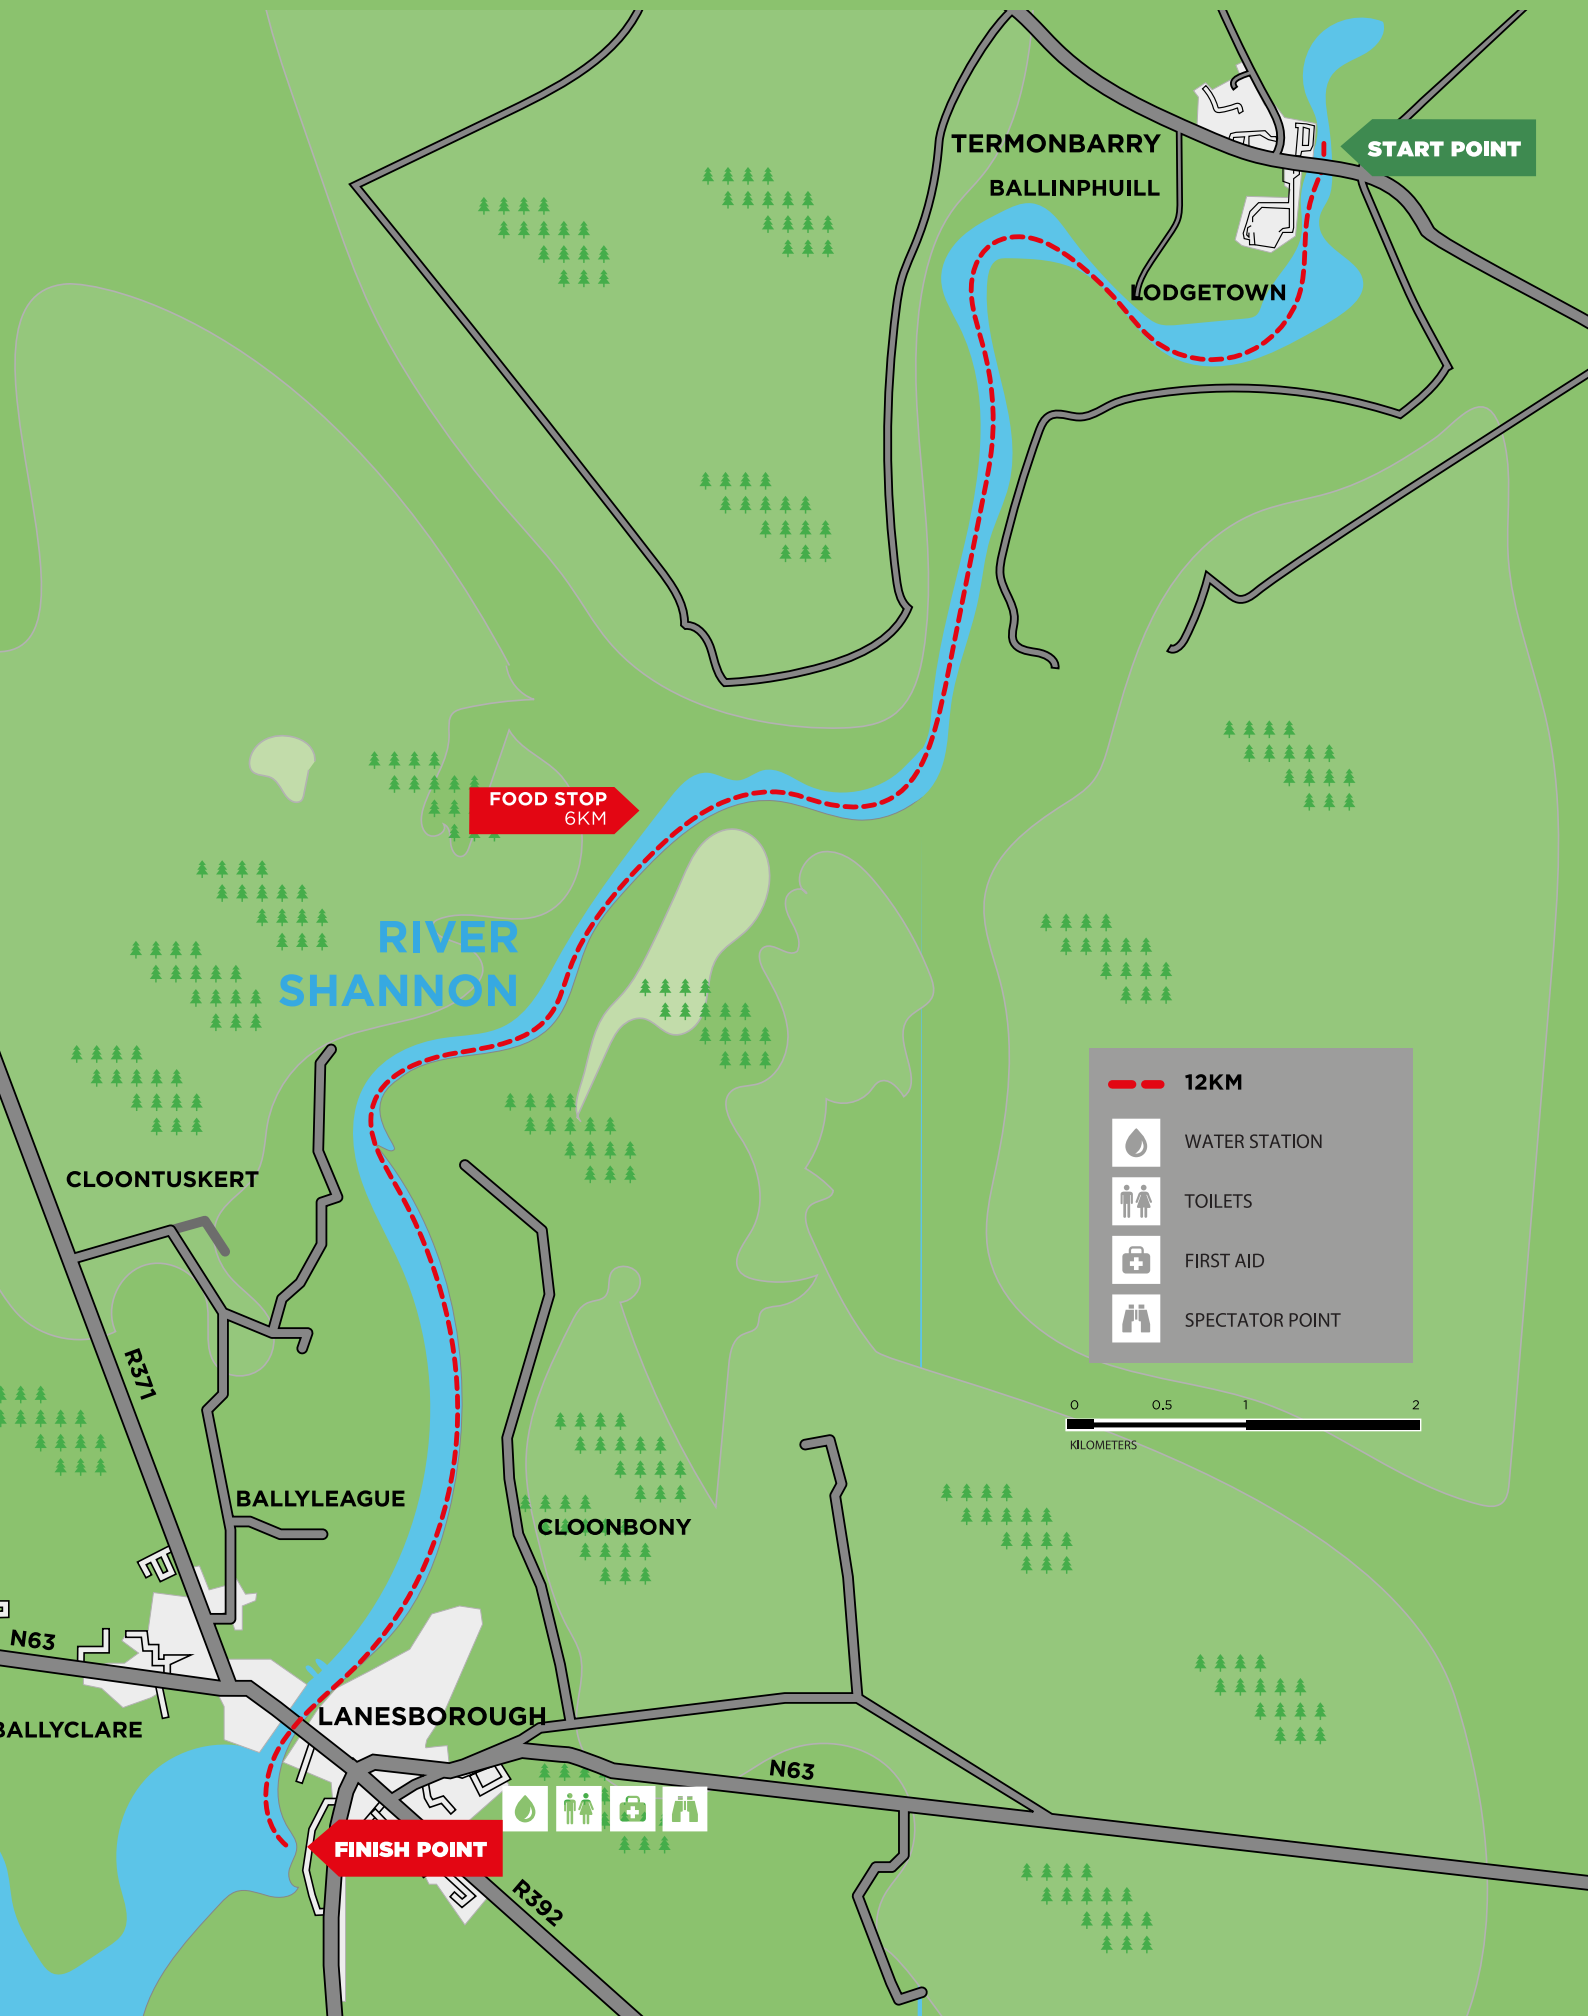 TERMONBARRY
START POINT
BALLINPHUILL
LODGETOWN
FOOD STOP
6KM
RIVER
SHANNON
12KM
WATER STATION
CLOONTUSKERT
TOILETS
FIRST AID
SPECTATOR POINT
R371
0 0.5 1 2
KILOMETERS
BALLYLEAGUE
CLOONBONY
N63
LANESBOROUGH
BALLYCLARE
N63
FINISH POINT
R392